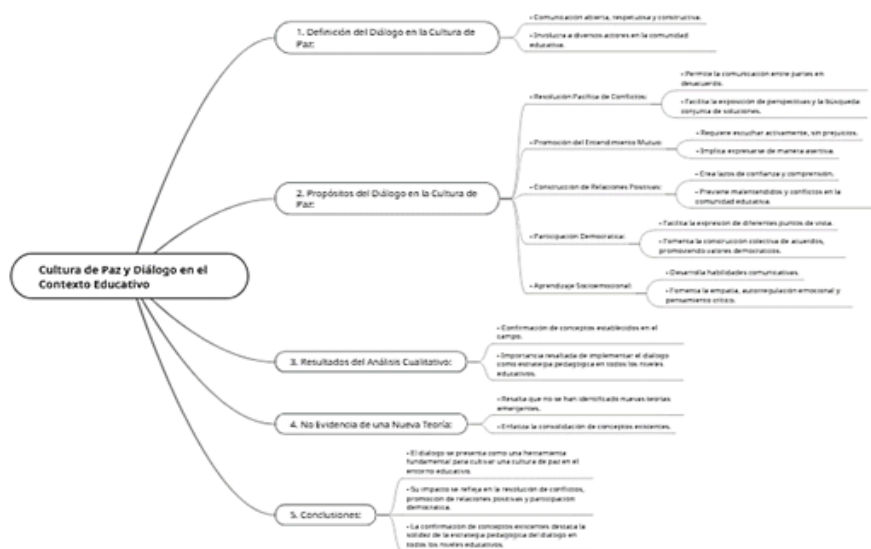 Cultura de Paz y Diálogo en el
Contexto Educativo
1. Definición del Diálogo en la Cultura de
Paz:
• Comunicación abierta, respetuosa y constructiva.
• Involucra a diversos actores en la comunidad
educativa.
2. Propósitos del Diálogo en la Cultura de
Paz:
• Resolución Pacífica de Conflictos:
• Permite la comunicación entre partes en
desacuerdo.
• Facilita la exposición de perspectivas y la búsqueda
conjunta de soluciones.
• Promoción del Entendimiento Mutuo:
• Requiere escuchar activamente, sin prejuicios.
• Implica expresarse de manera asertiva.
• Construcción de Relaciones Positivas:
• Crea lazos de confianza y comprensión.
• Previene malentendidos y conflictos en la
comunidad educativa.
• Participación Democrática:
• Facilita la expresión de diferentes puntos de vista.
• Fomenta la construcción colectiva de acuerdos,
promoviendo valores democráticos.
• Aprendizaje Socioemocional:
• Desarrolla habilidades comunicativas.
• Fomenta la empatía, autorregulación emocional y
pensamiento crítico.
3. Resultados del Análisis Cualitativo:
• Confirmación de conceptos establecidos en el
campo.
• Importancia resaltada de implementar el diálogo
como estrategia pedagógica en todos los niveles
educativos.
4. No Evidencia de una Nueva Teoría:
• Resalta que no se han identificado nuevas teorías
emergentes.
• Enfatiza la consolidación de conceptos existentes.
5. Conclusiones:
• El diálogo se presenta como una herramienta
fundamental para cultivar una cultura de paz en el
entorno educativo.
• Su impacto se refleja en la resolución de conflictos,
promoción de relaciones positivas y participación
democrática.
• La confirmación de conceptos existentes destaca la
solidez de la estrategia pedagógica del diálogo en
todos los niveles educativos.